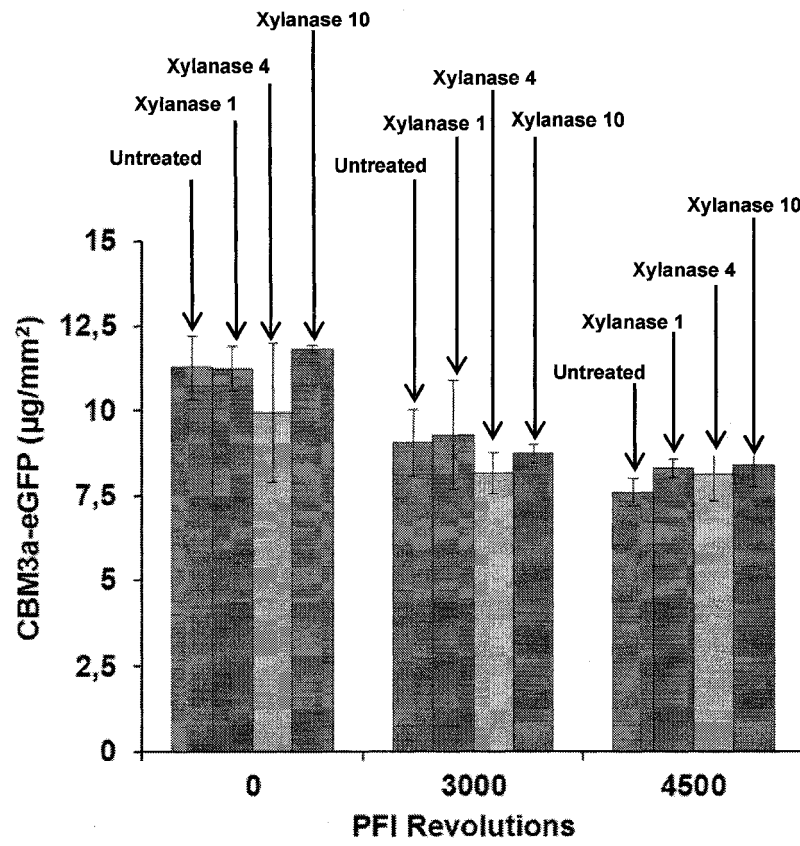 Xylanase 10
Xylanase 4
Xylanase 1
Untreated
Xylanase 4
Xylanase 1
Xylanase 10
Untreated
Xylanase 10
Xylanase 4
Xylanase 1
Untreated
CBM3a-eGFP (µg/mm²)
15
12,5
10
7,5
5
2,5
0
0
3000
4500
PFI Revolutions